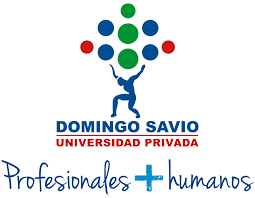 DOMINGO SAVIO
UNIVERSIDAD PRIVADA
Profesionales + humanos